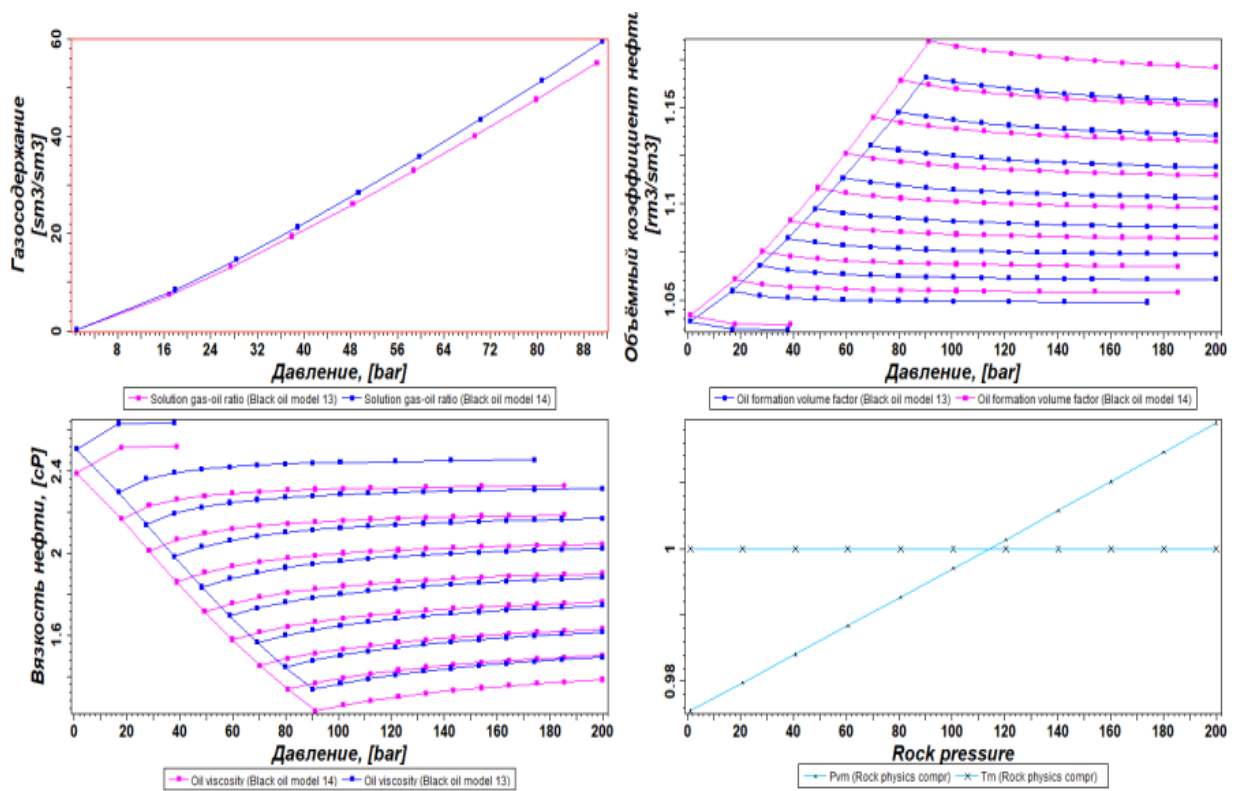 Газосодержание
[sm3/sm3]
60
40
20
0
8 16 24 32 40 48 56 64 72 80 88
Давление, [bar]
Solution gas-oil ratio (Black oil model 13) Solution gas-oil ratio (Black oil model 14)
Объёмный коэффициент нефти
[rm3/sm3]
1.15
1.1
1.05
0 20 40 60 80 100 120 140 160 180 200
Давление, [bar]
Oil formation volume factor (Black oil model 13) Oil formation volume factor (Black oil model 14)
Вязкость нефти, [cP]
2.4
2
1.6
0 20 40 60 80 100 120 140 160 180 200
Давление, [bar]
Oil viscosity (Black oil model 14) Oil viscosity (Black oil model 13)
1
0.98
0 20 40 60 80 100 120 140 160 180 200
Rock pressure
Pvm (Rock physics compr) Tm (Rock physics compr)